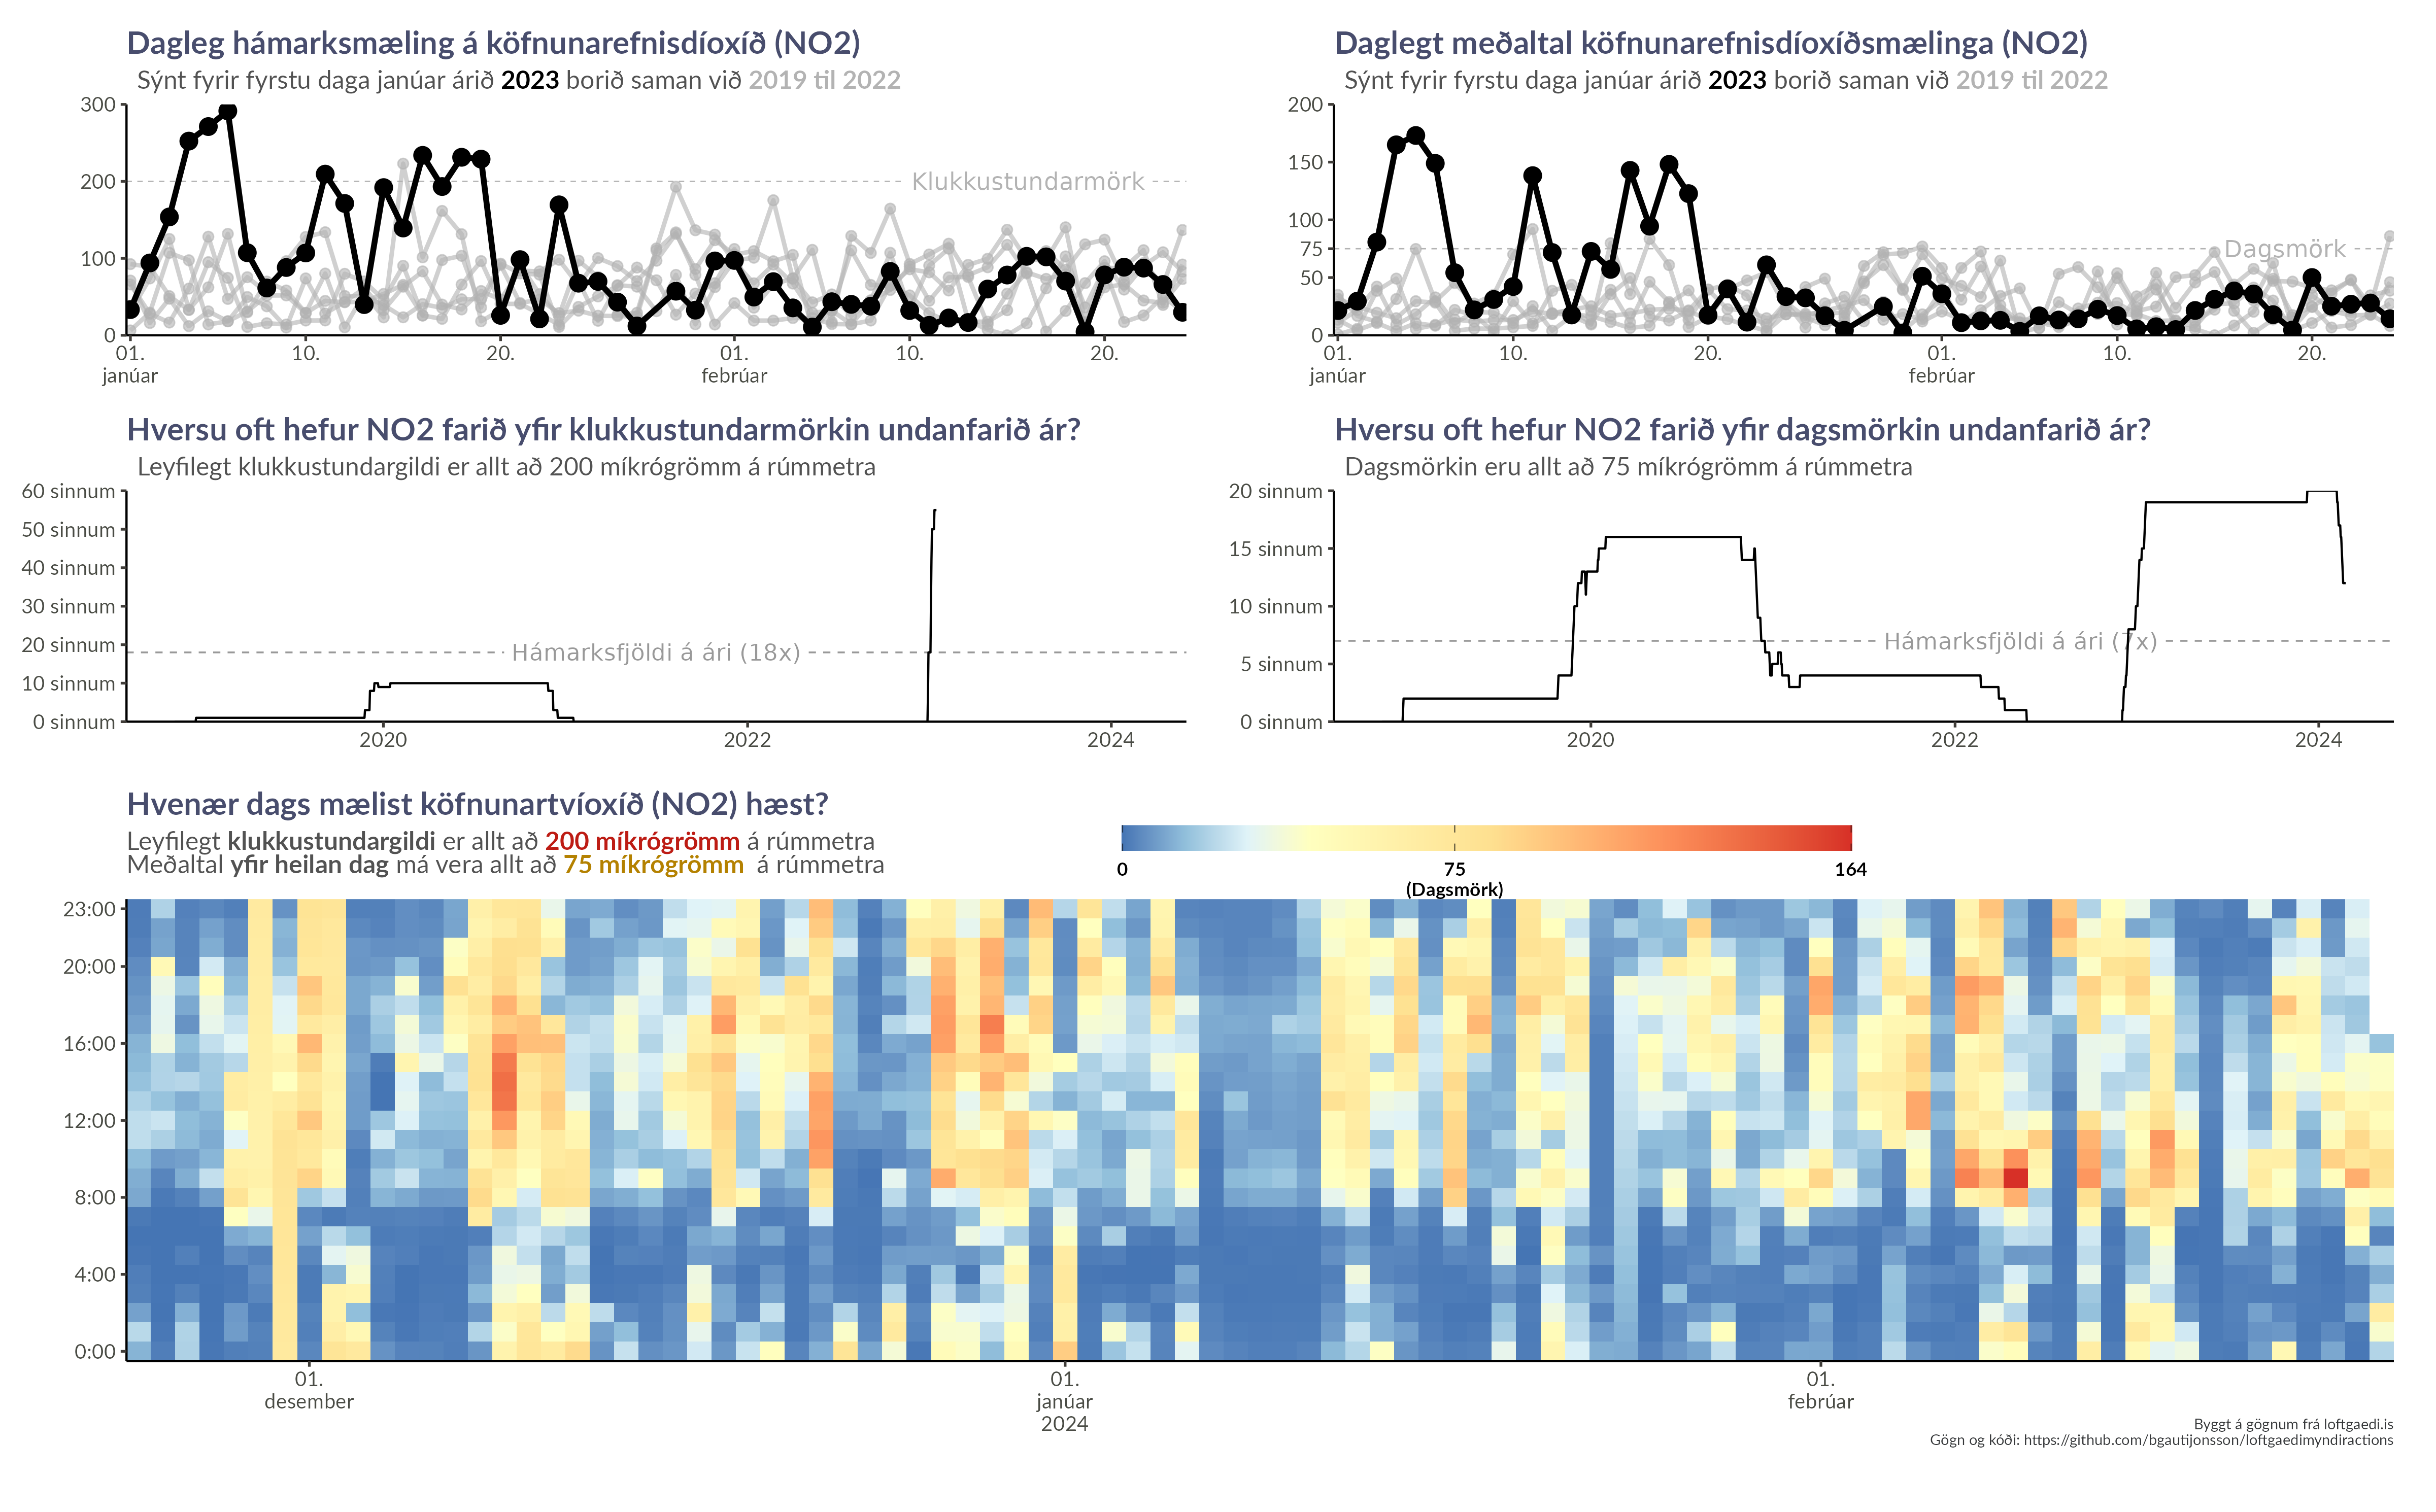 Dagleg hámarksmæling á köfnunarefnisdíoxíð (NO2)
Sýnt fyrir fyrstu daga janúar árið 2023 borið saman við 2019 til 2022
300
200
100
0
Klukkustundarmörk
01.
janúar
10.
20.
01.
febrúar
10.
20.
Daglegt meðaltal köfnunarefnisdíoxíðsmælinga (NO2)
Sýnt fyrir fyrstu daga janúar árið 2023 borið saman við 2019 til 2022
200
150
100
75
50
0
Dagsmörk
01.
janúar
10.
20.
01.
febrúar
10.
20.
Hversu oft hefur NO2 farið yfir klukkustundarmörkin undanfarið ár?
Leyfilegt klukkustundargildi er allt að 200 míkrógrömm á rúmmetra
60 sinnum
50 sinnum
40 sinnum
30 sinnum
20 sinnum
10 sinnum
0 sinnum
Hámarksfjöldi á ári (18x)
2020
2022
2024
Hversu oft hefur NO2 farið yfir dagsmörkin undanfarið ár?
Dagsmörkin eru allt að 75 míkrógrömm á rúmmetra
20 sinnum
15 sinnum
10 sinnum
5 sinnum
0 sinnum
Hámarksfjöldi á ári (7x)
2020
2022
2024
Hvenær dags mælist köfnunartvíoxíð (NO2) hæst?
Leyfilegt klukkustundargildi er allt að 200 míkrógrömm á rúmmetra
Meðaltal yfir heilan dag má vera allt að 75 míkrógrömm á rúmmetra
0
75
(Dagsmörk)
164
23:00
20:00
16:00
12:00
8:00
4:00
0:00
01.
desember
01.
janúar
2024
01.
febrúar
Byggt á gögnum frá loftgaedi.is
Gögn og kóði: https://github.com/bgautijonsson/loftgaedimyndiractions